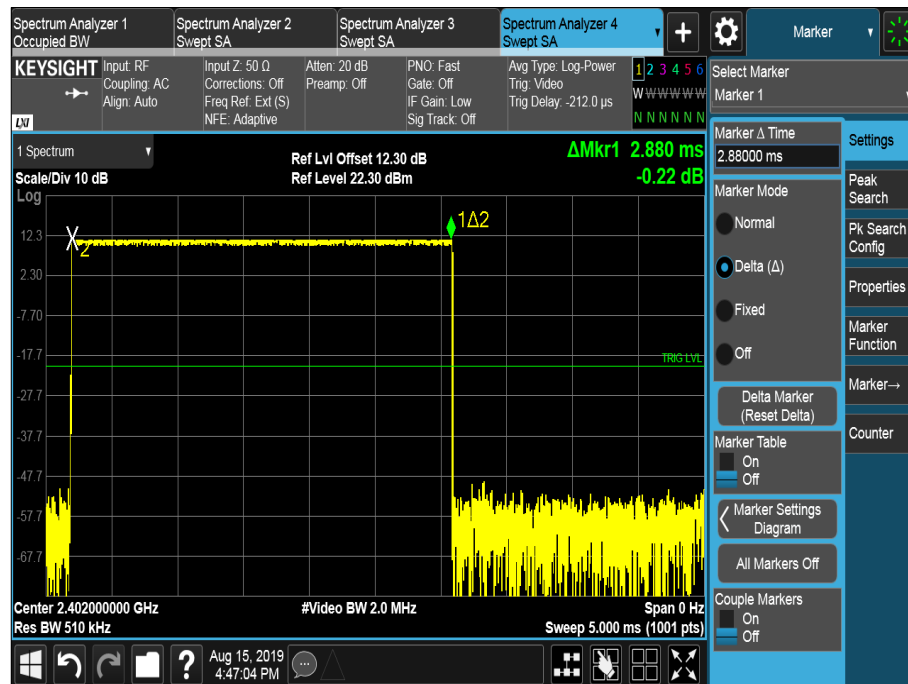 Spectrum Analyzer 1
Occupied BW
Spectrum Analyzer 2
Swept SA
Spectrum Analyzer 3
Swept SA
Spectrum Analyzer 4
Swept SA
+
Marker
KEYSIGHT
LXI
Input: RF
Coupling: AC
Align: Auto
Input Z: 50 Ω
Corrections: Off
Freq Ref: Ext (S)
NFE: Adaptive
Atten: 20 dB
Preamp: Off
PNO: Fast
Gate: Off
IF Gain: Low
Sig Track: Off
Avg Type: Log-Power
Trig: Video
Trig Delay: -212.0 µs
1 2 3 4 5 6
W W W W W W
N N N N N N
Select Marker
Marker 1
1 Spectrum
Scale/Div 10 dB
Log
Ref Lvl Offset 12.30 dB
Ref Level 22.30 dBm
ΔMkr1 2.880 ms
-0.22 dB
12.3
2.30
-7.70
-17.7
-27.7
-37.7
-47.7
-57.7
-67.7
2
1Δ2
TRIG LVL
Center 2.402000000 GHz
Res BW 510 kHz
#Video BW 2.0 MHz
Span 0 Hz
Sweep 5.000 ms (1001 pts)
Marker Δ Time
2.88000 ms
Marker Mode
Normal
Delta (Δ)
Fixed
Off
Delta Marker
(Reset Delta)
Marker Table
On
Off
Marker Settings
Diagram
All Markers Off
Couple Markers
On
Off
Settings
Peak
Search
Pk Search
Config
Properties
Marker
Function
Marker→
Counter
?
Aug 15, 2019
4:47:04 PM